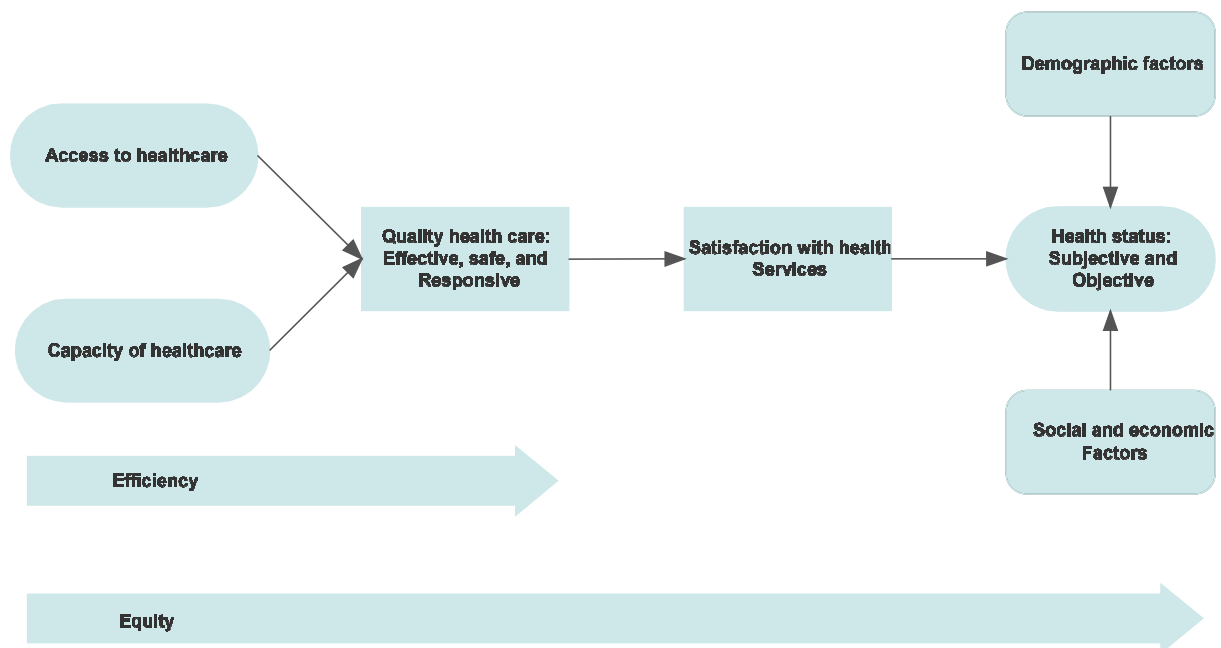 Demographic factors
Access to healthcare
Quality health care:
Effective, safe, and
Responsive
Satisfaction with health
Services
Health status:
Subjective and
Objective
Capacity of healthcare
Social and economic
Factors
Efficiency
Equity